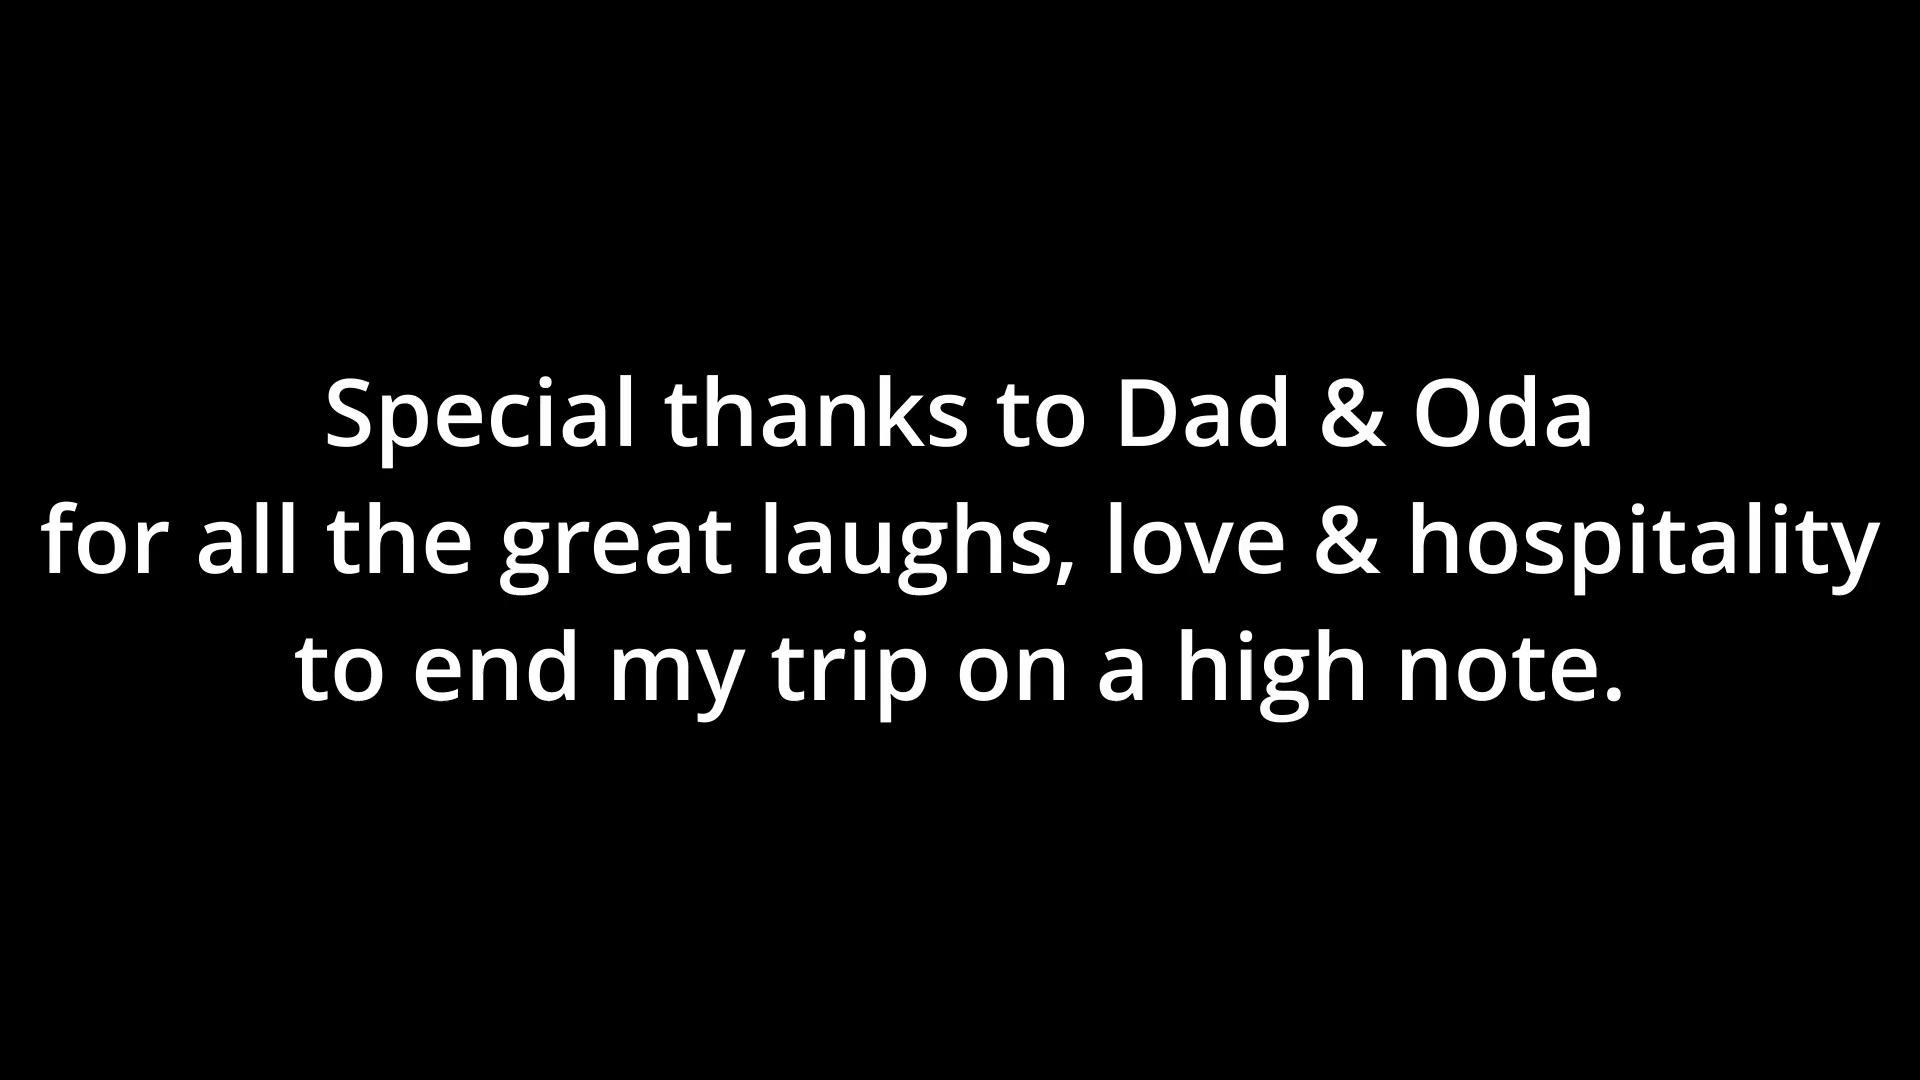 Special thanks to Dad & Oda
for all the great laughs, love & hospitality
to end my trip on a high note.